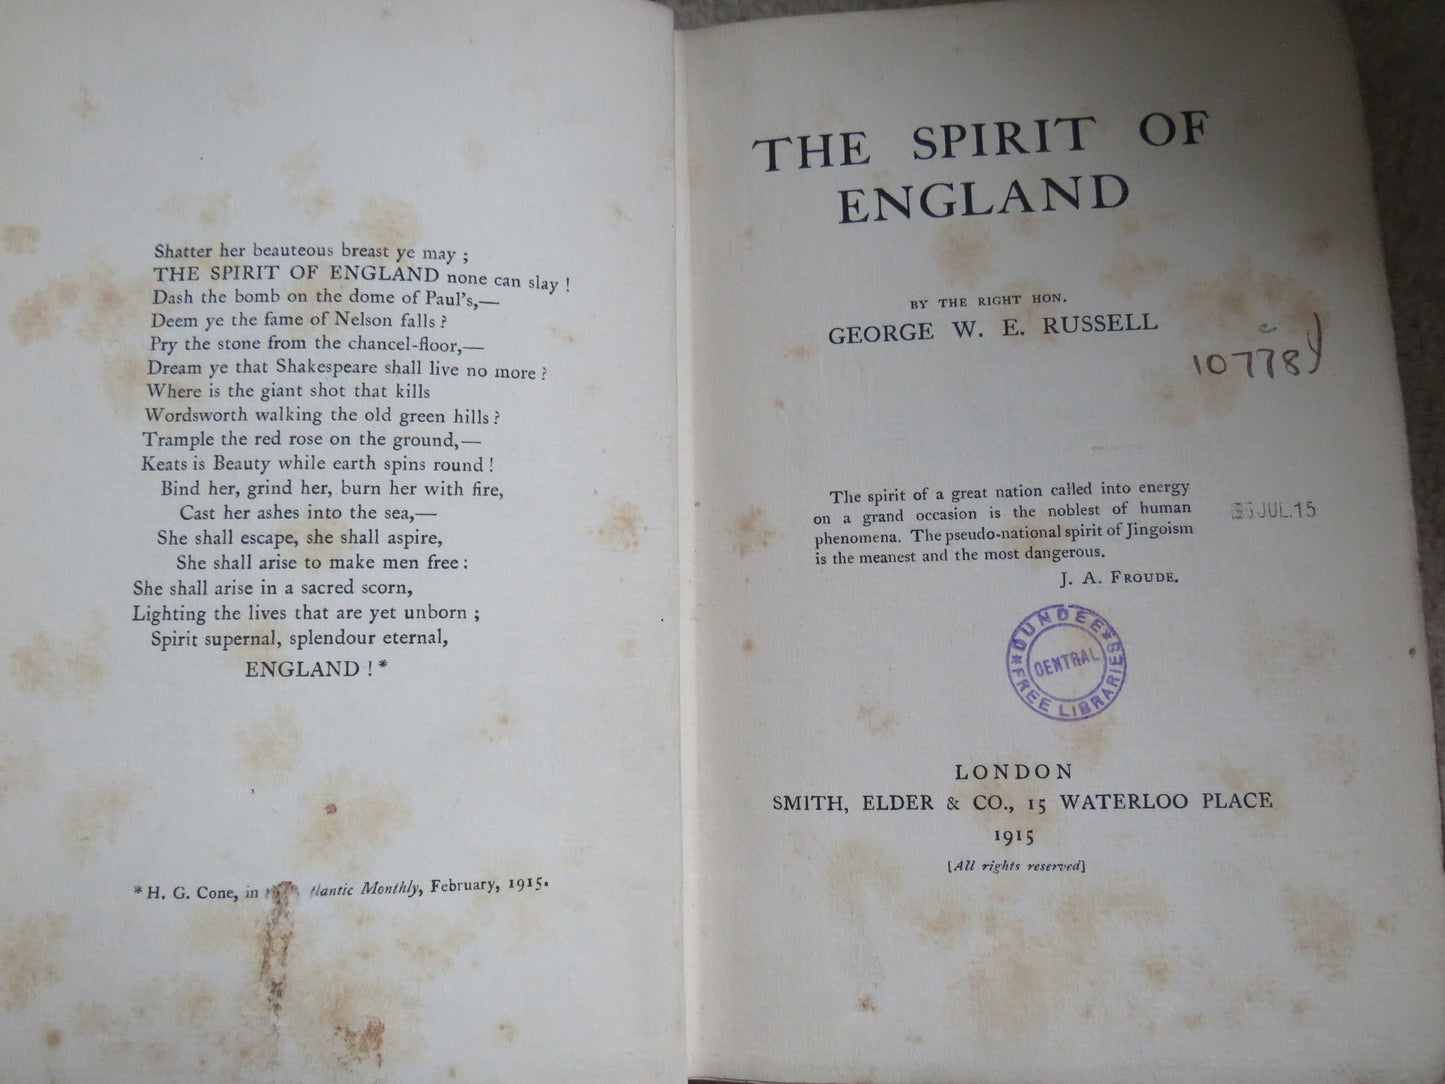 Shatter her beauteous breast ye may ;
THE SPIRIT OF ENGLAND none can slay !
Dash the bomb on the dome of Paul's,—
Deem ye the fame of Nelson falls ?
Pry the stone from the chancel-floor,—
Dream ye that Shakespeare shall live no more ?
Where is the giant shot that kills
Wordsworth walking the old green hills ?
Trample the red rose on the ground,—
Keats is Beauty while earth spins round !
Bind her, grind her, burn her with fire,
Cast her ashes into the sea,—
She shall escape, she shall aspire,
She shall arise to make men free :
She shall arise in a sacred scorn,
Lighting the lives that are yet unborn ;
Spirit supernal, splendour eternal,
ENGLAND ! *
* H. G. Cone, in tlantic Monthly, February, 1915.
THE SPIRIT OF
ENGLAND
BY THE RIGHT HON.
GEORGE W. E. RUSSELL
10778
The spirit of a great nation called into energy
on a grand occasion is the noblest of human
phenomena. The pseudo-national spirit of Jingoism
is the meanest and the most dangerous.
J. A. FROUDE.
JUL.15
DUNDEE
CENTRAL
FREE LIBRARIES
LONDON
SMITH, ELDER & CO., 15 WATERLOO PLACE
1915
[All rights reserved]